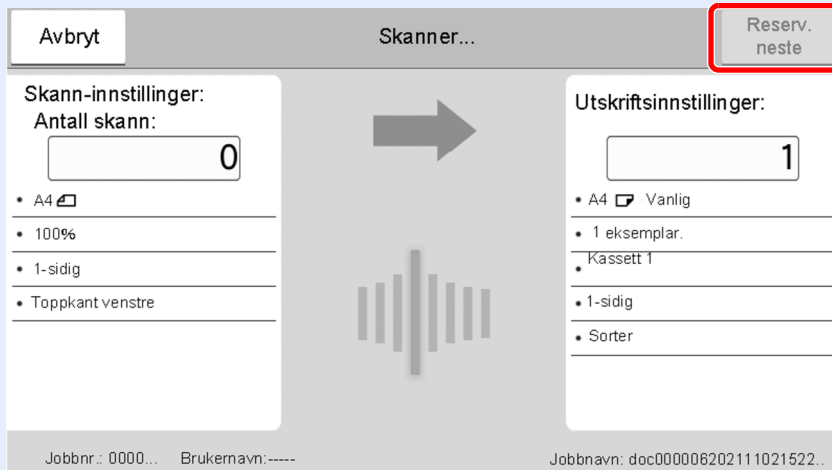 Avbryt
Skanner...
Reserv.
neste
Skann-innstillinger:
Antall skann:
0
• A4
• 100%
• 1-sidig
• Toppkant venstre
Utskriftsinnstillinger:
1
• A4 Vanlig
• 1 eksemplar.
• Kassett 1
• 1-sidig
• Sorter
Jobbnr.: 0000... Brukernavn:-----
Jobbnavn: doc000006202111021522..